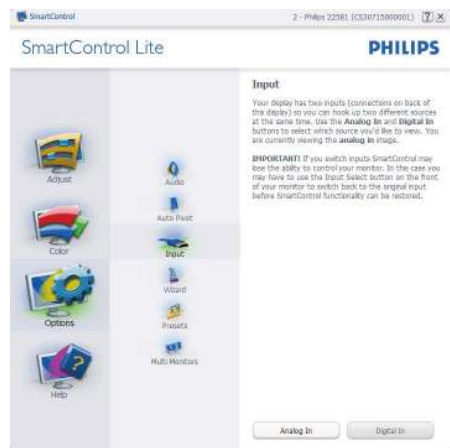 SmartControl
2 - Philips 225B1 (CS30715000001)
? X
SmartControl Lite
PHILIPS
Adjust
Color
Options
Help
Audio
Auto Pivot
Input
Wizard
Presets
Multi Monitors
Input
Your display has two inputs (connections on back of
the display) so you can hook up two different sources
at the same time. Use the Analog In and Digital In
buttons to select which source you'd like to view. You
are currently viewing the analog in image.
IMPORTANT! If you switch inputs SmartControl may
lose the ability to control your monitor. In this case you
may have to use the Input Select button on the front
of your monitor to switch back to the original input
before SmartControl functionality can be restored.
Analog In
Digital In